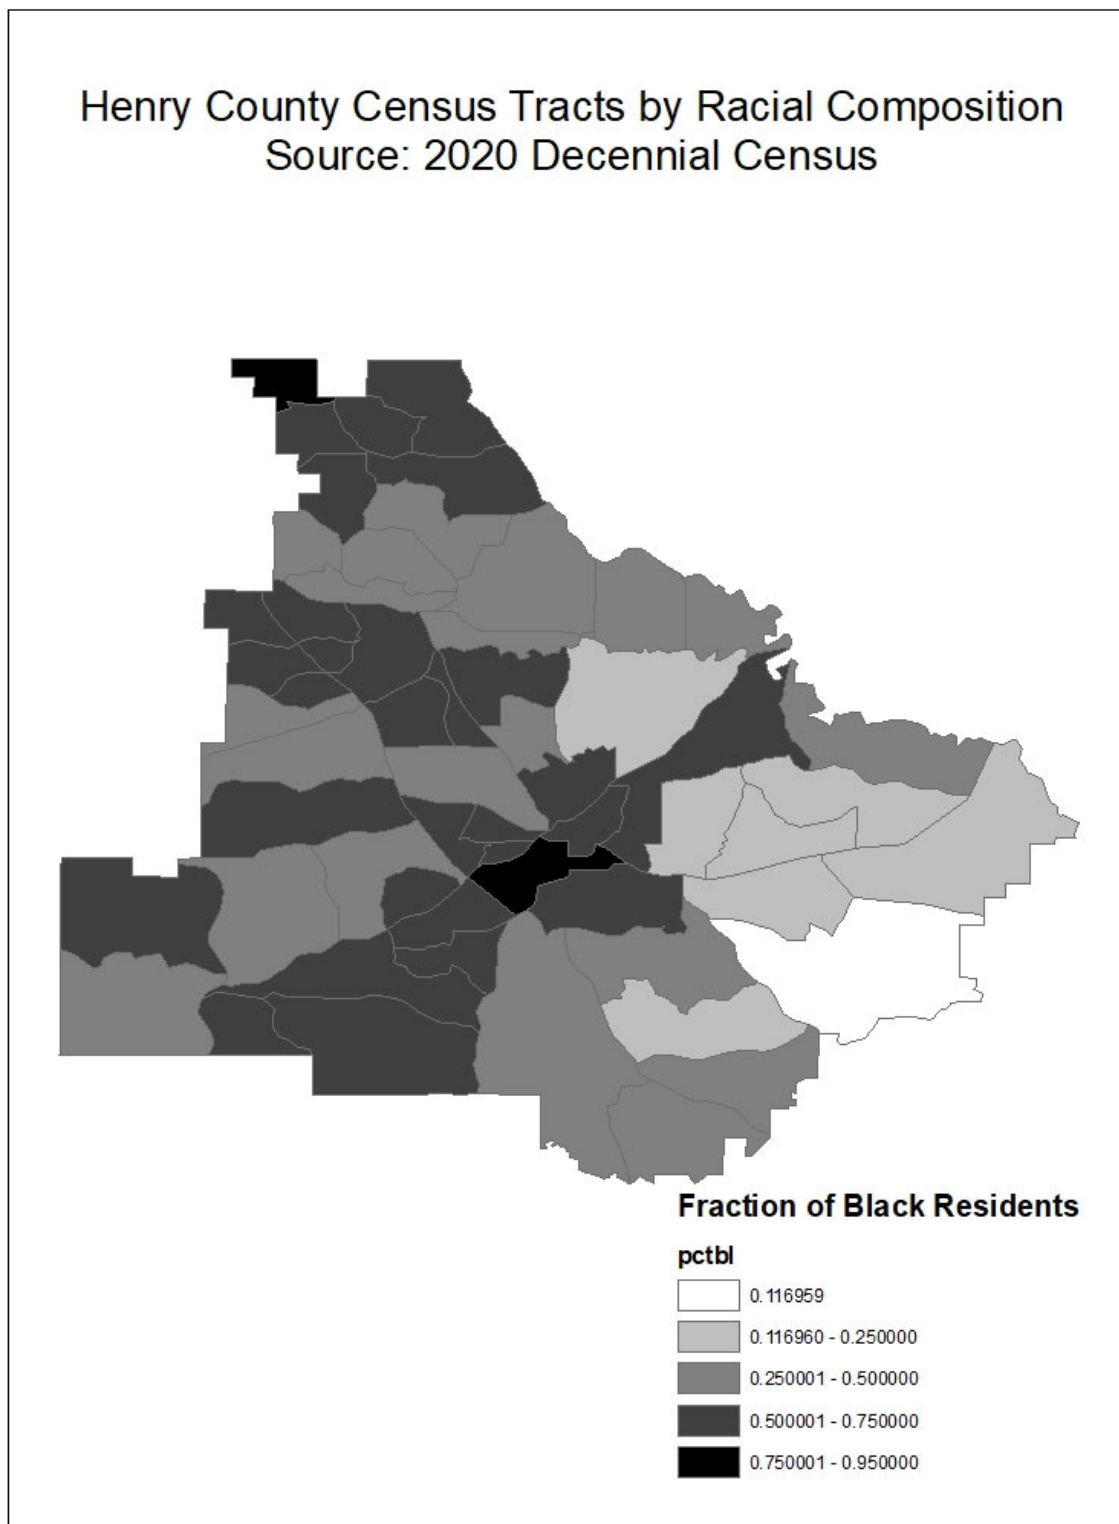 Henry County Census Tracts by Racial Composition
Source: 2020 Decennial Census
Fraction of Black Residents
pctbl
0.116959
0.116960 - 0.250000
0.250001 - 0.500000
0.500001 - 0.750000
0.750001 - 0.950000